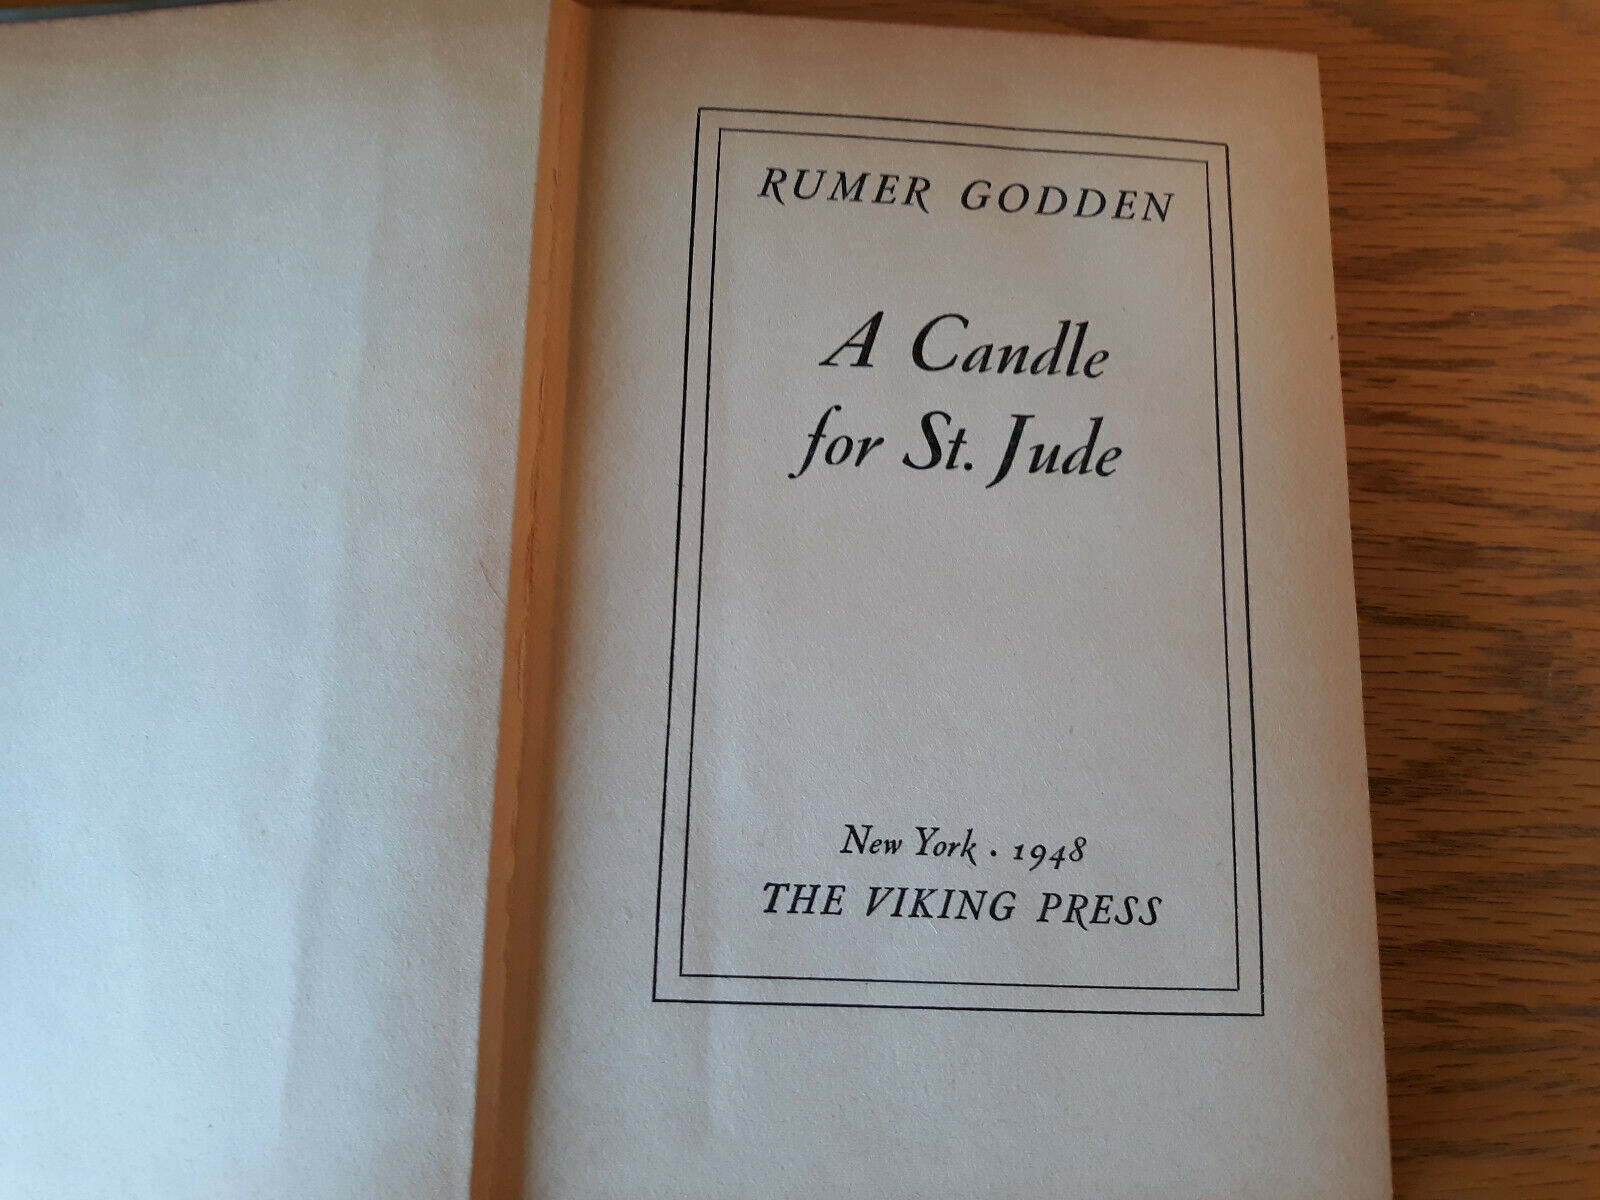 RUMER GODDEN
A Candle
for St. Jude
New York · 1948
THE VIKING PRESS